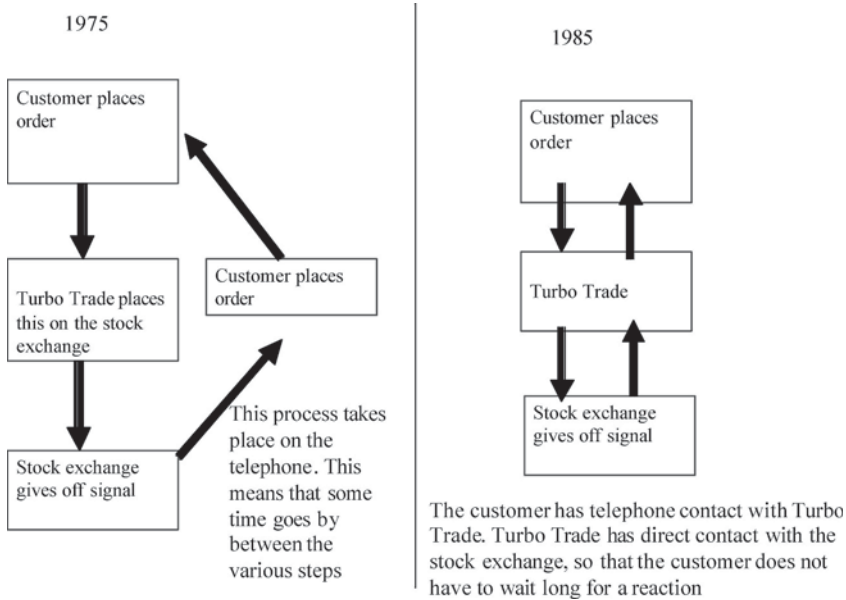 1975
Customer places
order
Turbo Trade places
this on the stock
exchange
Stock exchange
gives off signal
Customer places
order
This process takes
place on the
telephone. This
means that some
time goes by
between the
various steps
1985
Customer places
order
Turbo Trade
Stock exchange
gives off signal
The customer has telephone contact with Turbo
Trade. Turbo Trade has direct contact with the
stock exchange, so that the customer does not
have to wait long for a reaction